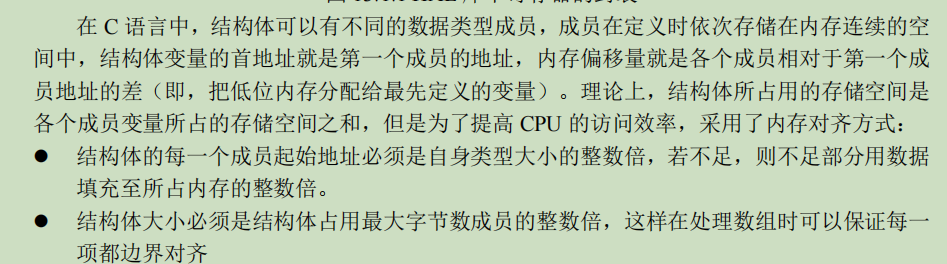 在 C 语言中，结构体可以有不同的数据类型成员，成员在定义时依次存储在内存连续的空
间中，结构体变量的首地址就是第一个成员的地址，内存偏移量就是各个成员相对于第一个成
员地址的差（即，把低位内存分配给最先定义的变量）。理论上，结构体所占用的存储空间是
各个成员变量所占的存储空间之和，但是为了提高 CPU 的访问效率，采用了内存对齐方式：
● 结构体的每一个成员起始地址必须是自身类型大小的整数倍，若不足，则不足部分用数据
填充至所占内存的整数倍。
● 结构体大小必须是结构体占用最大字节数成员的整数倍，这样在处理数组时可以保证每一
项都边界对齐